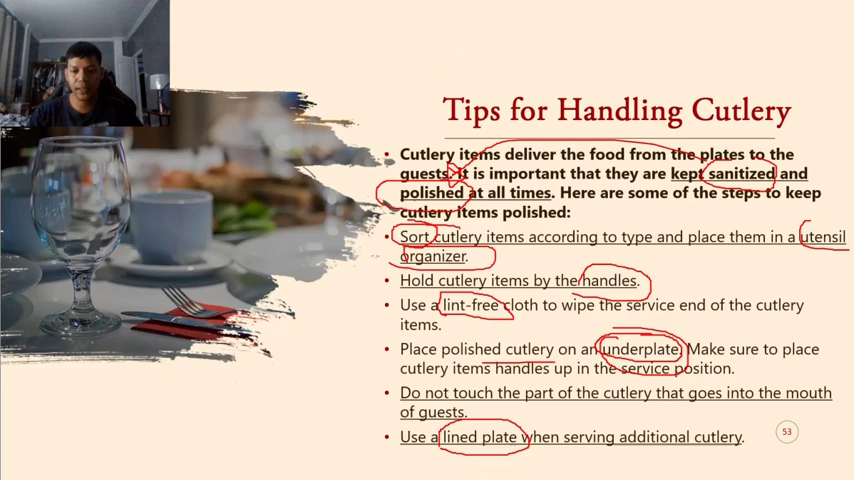 Tips for Handling Cutlery
• Cutlery items deliver the food from the plates to the
guests. It is important that they are kept sanitized and
polished at all times. Here are some of the steps to keep
cutlery items polished:
• Sort cutlery items according to type and place them in a utensil
organizer.
• Hold cutlery items by the handles.
• Use a lint-free cloth to wipe the service end of the cutlery
items.
• Place polished cutlery on an underplate. Make sure to place
cutlery items handles up in the service position.
• Do not touch the part of the cutlery that goes into the mouth
of guests.
• Use a lined plate when serving additional cutlery.
53